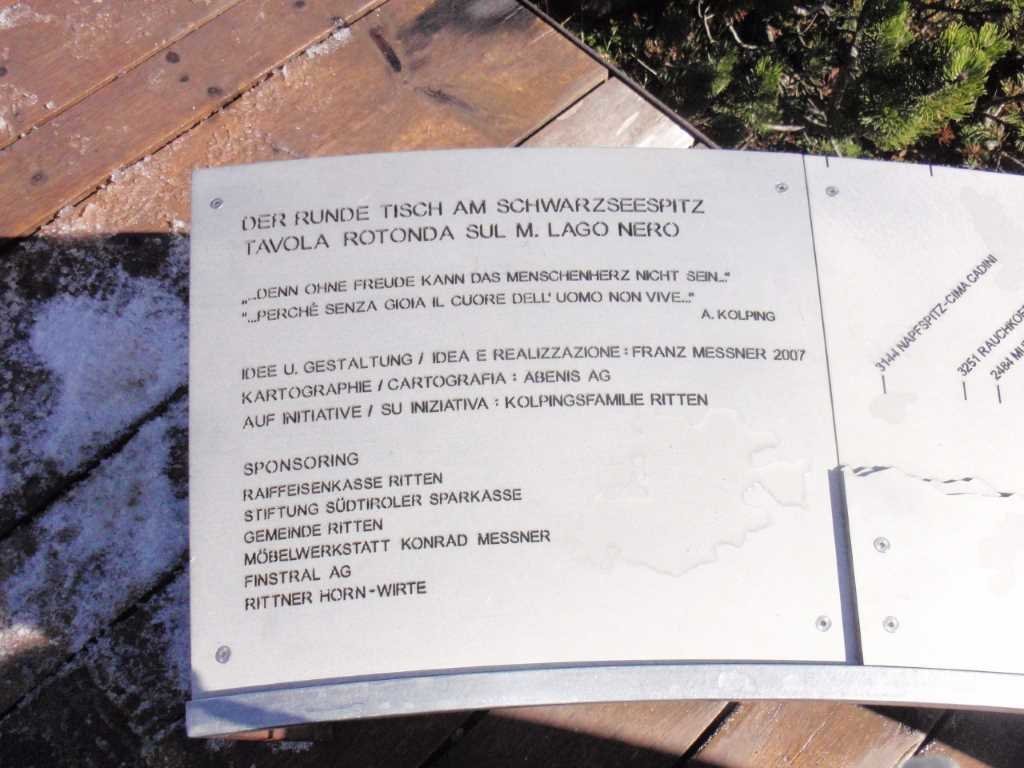 DER RUNDE TISCH AM SCHWARZSEESPITZ
TAVOLA ROTONDA SUL M. LAGO NERO
„...DENN OHNE FREUDE KANN DAS MENSCHENHERZ NICHT SEIN...“
"...PERCHÈ SENZA GIOIA IL CUORE DELL' UOMO NON VIVE..."
A. KOLPING
IDEE U. GESTALTUNG / IDEA E REALIZZAZIONE : FRANZ MESSNER 2007
KARTOGRAPHIE / CARTOGRAFIA : ABENIS AG
AUF INITIATIVE / SU INIZIATIVA : KOLPINGSFAMILIE RITTEN
SPONSORING
RAIFFEISENKASSE RITTEN
STIFTUNG SÜDTIROLER SPARKASSE
GEMEINDE RITTEN
MÖBELWERKSTATT KONRAD MESSNER
FINSTRAL AG
RITTNER HORN-WIRTE
3144 NAPFSPITZ-CIMA CADINI
3251
2484